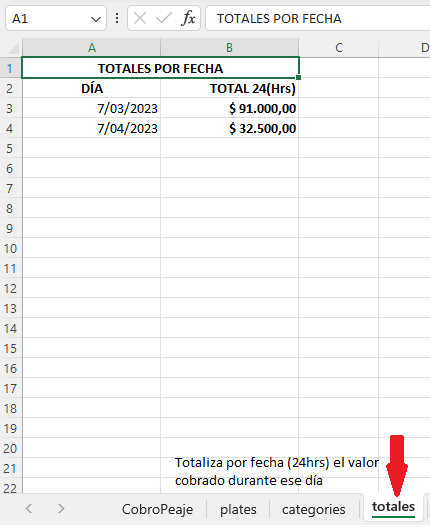 A1 fx TOTALES POR FECHA
A B C D
1 TOTALES POR FECHA
2 DÍA TOTAL 24(Hrs)
3 7/03/2023 $ 91.000,00
4 7/04/2023 $ 32.500,00
5
6
7
8
9
10
11
12
13
14
15
16
17
18
19
20
21 Totaliza por fecha (24hrs) el valor
cobrado durante ese día
22
CobroPeaje plates categories totales